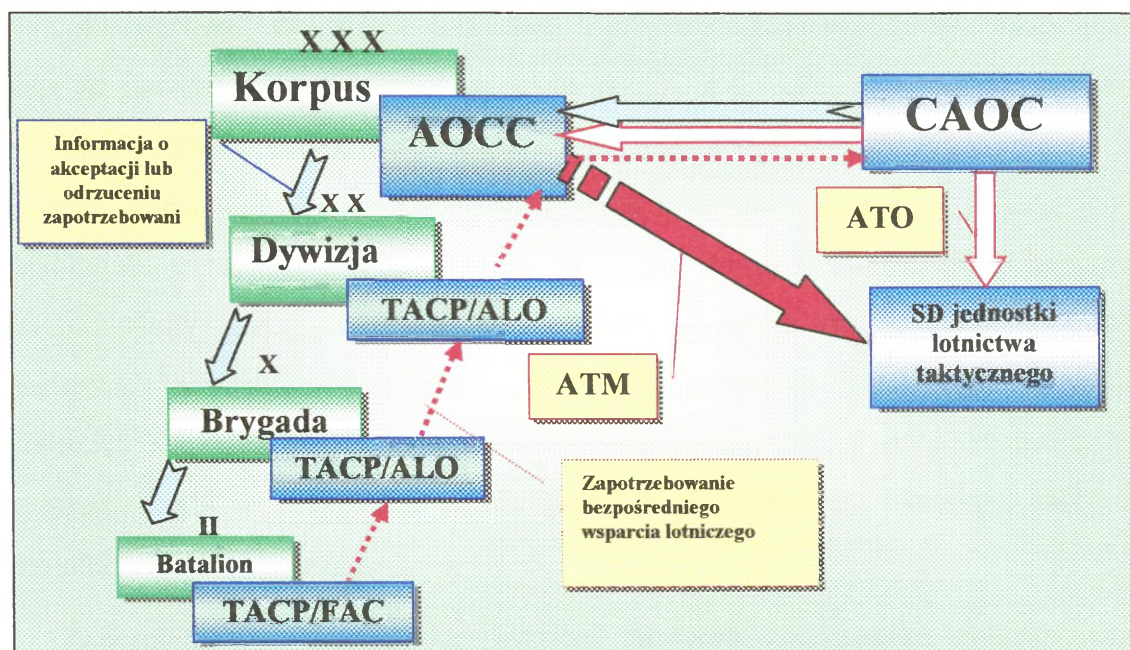 X X X
Korpus
AOCC
CAOC
Informacja o
akceptacji lub
odrzuceniu
zapotrzebowani
X X
Dywizja
TACP/ALO
ATO
SD jednostki
lotnictwa
taktycznego
X
ATM
Brygada
TACP/ALO
Zapotrzebowanie
bezpośredniego
wsparcia lotniczego
II
Batalion
TACP/FAC